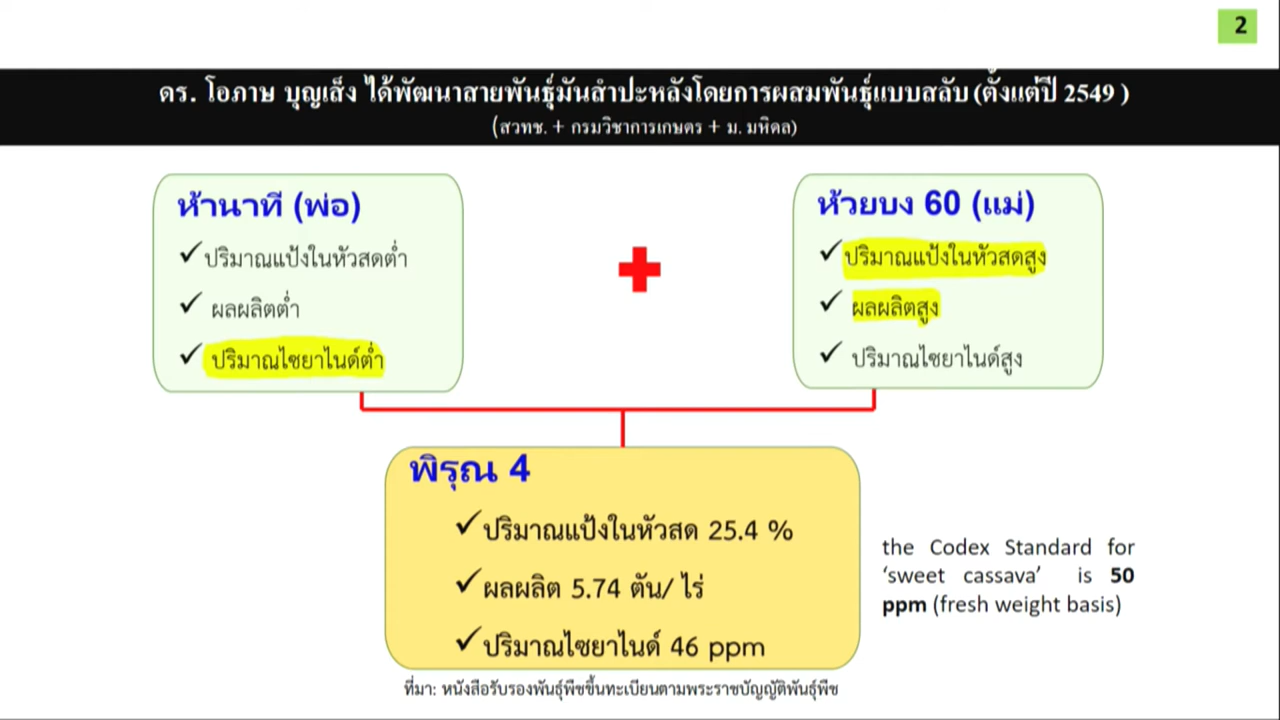 2
ดร. โอภาษ บุญเส็ง ได้พัฒนาสายพันธุ์มันสำปะหลังโดยการผสมพันธุ์แบบสลับ (ตั้งแต่ปี 2549 )
(สวทช. + กรมวิชาการเกษตร + ม. มหิดล)
ห้านาที (พ่อ)
✓ ปริมาณแป้งในหัวสดต่ำ
✓ ผลผลิตต่ำ
✓ ปริมาณไซยาไนด์ต่ำ
ห้วยบง 60 (แม่)
✓ ปริมาณแป้งในหัวสดสูง
✓ ผลผลิตสูง
✓ ปริมาณไซยาไนด์สูง
พิรุณ 4
✓ ปริมาณแป้งในหัวสด 25.4 %
✓ ผลผลิต 5.74 ตัน/ ไร่
✓ ปริมาณไซยาไนด์ 46 ppm
the Codex Standard for
‘sweet cassava’ is 50
ppm (fresh weight basis)
ที่มา: หนังสือรับรองพันธุ์พืชขึ้นทะเบียนตามพระราชบัญญัติพันธุ์พืช